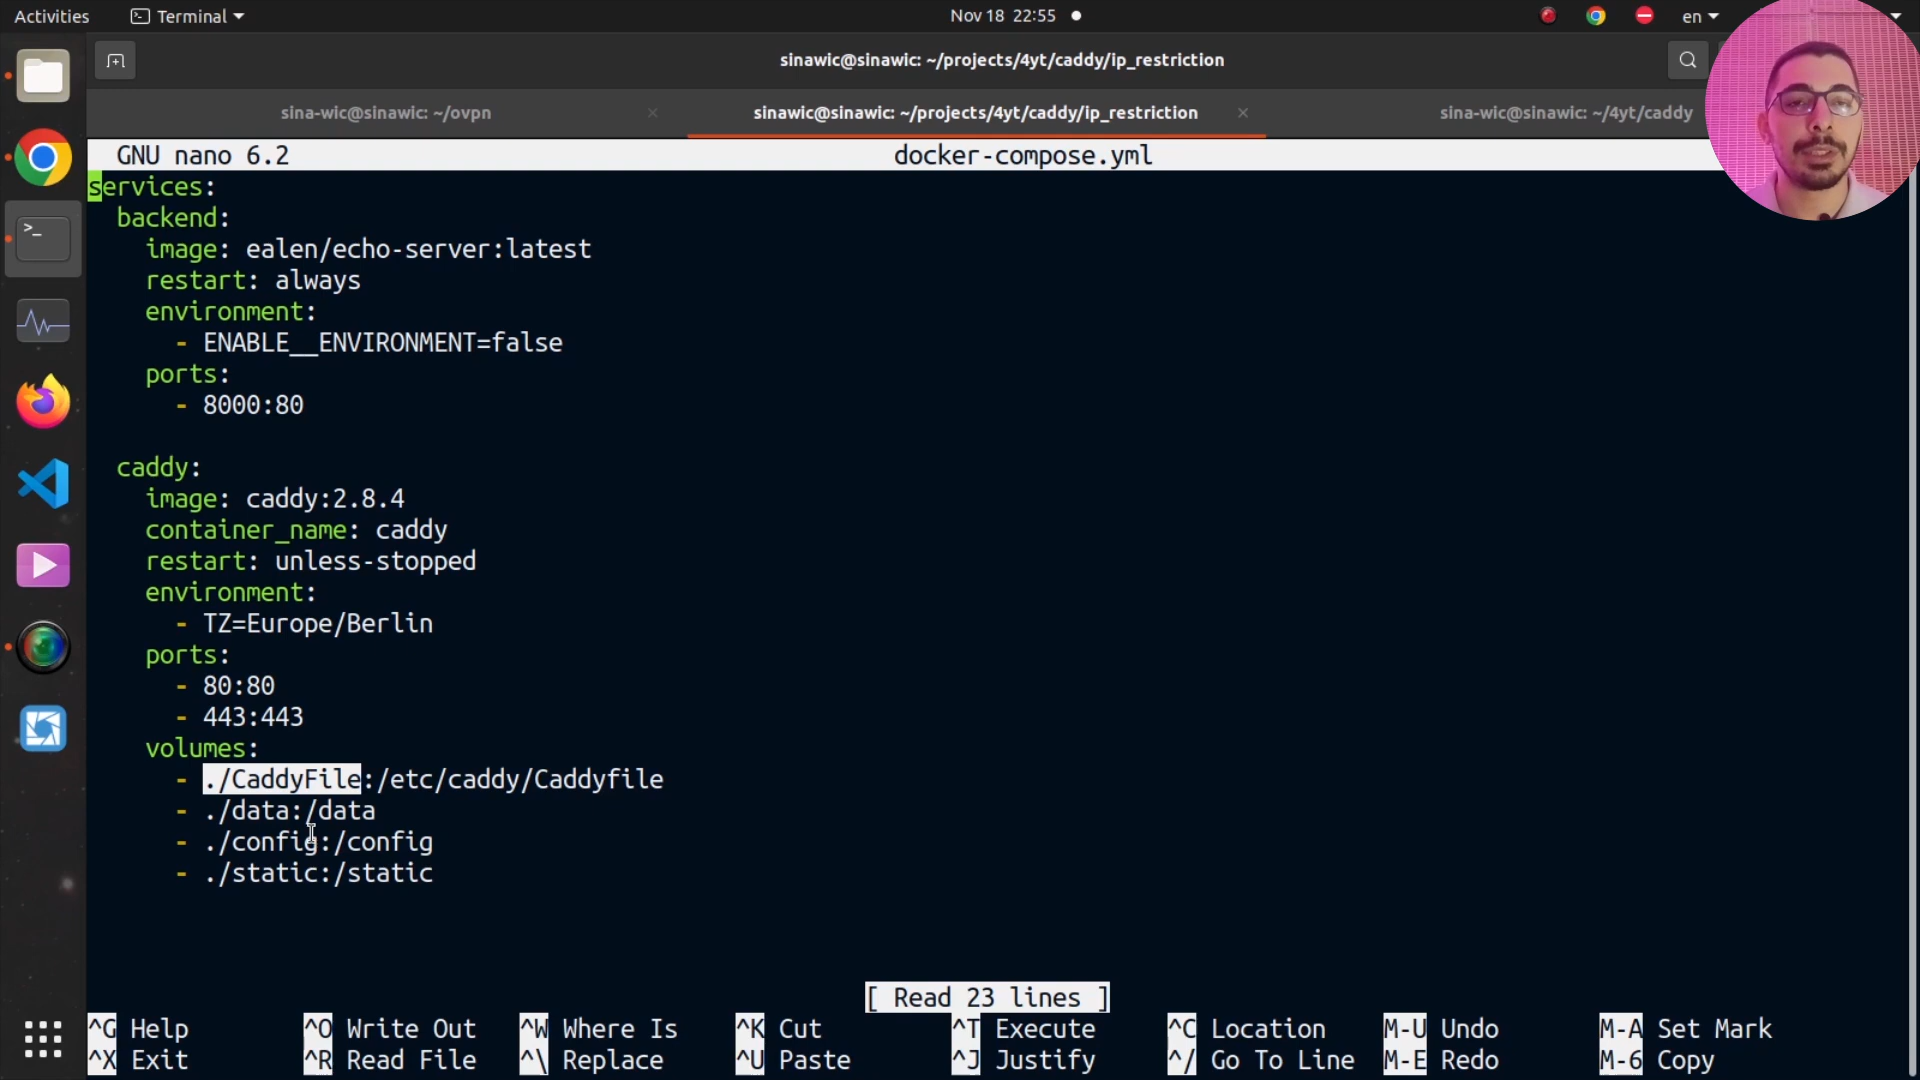 Activities
Terminal
Nov 18 22:55
en
sinawic@sinawic: ~/projects/4yt/caddy/ip_restriction
sina-wic@sinawic: ~/ovpn
sinawic@sinawic: ~/projects/4yt/caddy/ip_restriction
sina-wic@sinawic: ~/4yt/caddy
GNU nano 6.2 docker-compose.yml
services:
backend:
image: ealen/echo-server:latest
restart: always
environment:
- ENABLE__ENVIRONMENT=false
ports:
- 8000:80
caddy:
image: caddy:2.8.4
container_name: caddy
restart: unless-stopped
environment:
- TZ=Europe/Berlin
ports:
- 80:80
- 443:443
volumes:
- ./CaddyFile:/etc/caddy/Caddyfile
- ./data:/data
- ./config:/config
- ./static:/static
[ Read 23 lines ]
^G Help ^O Write Out ^W Where Is ^K Cut ^T Execute ^C Location M-U Undo M-A Set Mark
^X Exit ^R Read File ^\ Replace ^U Paste ^J Justify ^/ Go To Line M-E Redo M-6 Copy